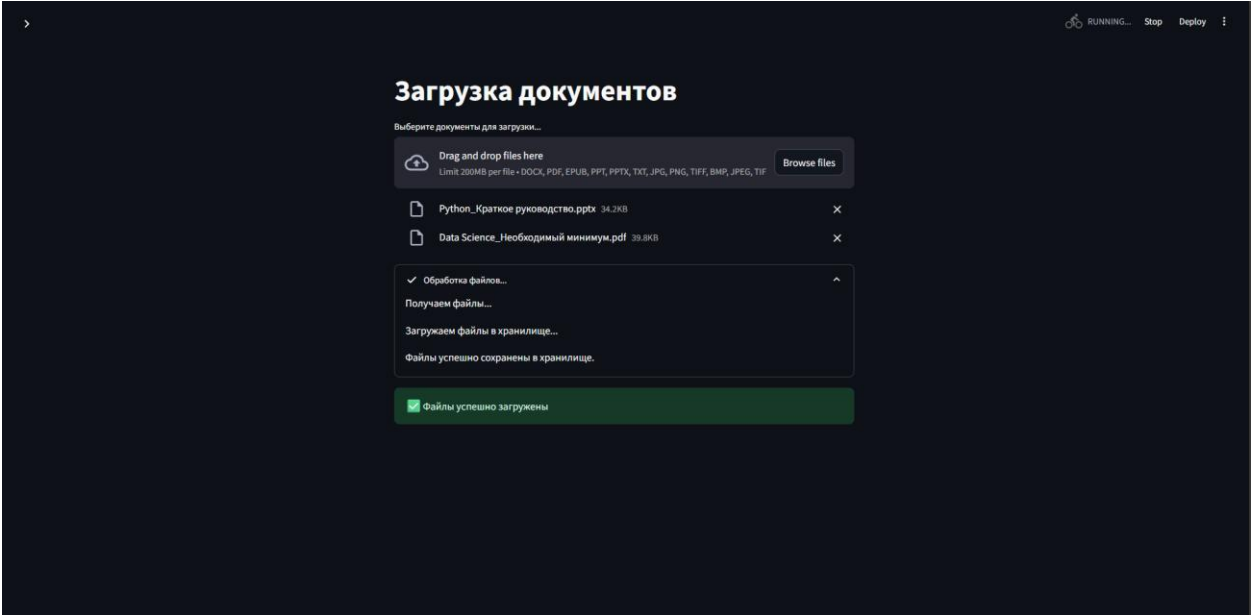 RUNNING... Stop Deploy
Загрузка документов
Выберите документы для загрузки...
Drag and drop files here
Limit 200MB per file • DOCX, PDF, EPUB, PPT, PPTX, TXT, JPG, PNG, TIFF, BMP, JPEG, TIF
Browse files
Python_Краткое руководство.pptx 34.2KB
Data Science_Необходимый минимум.pdf 39.8KB
Обработка файлов...
Получаем файлы...
Загружаем файлы в хранилище...
Файлы успешно сохранены в хранилище.
Файлы успешно загружены